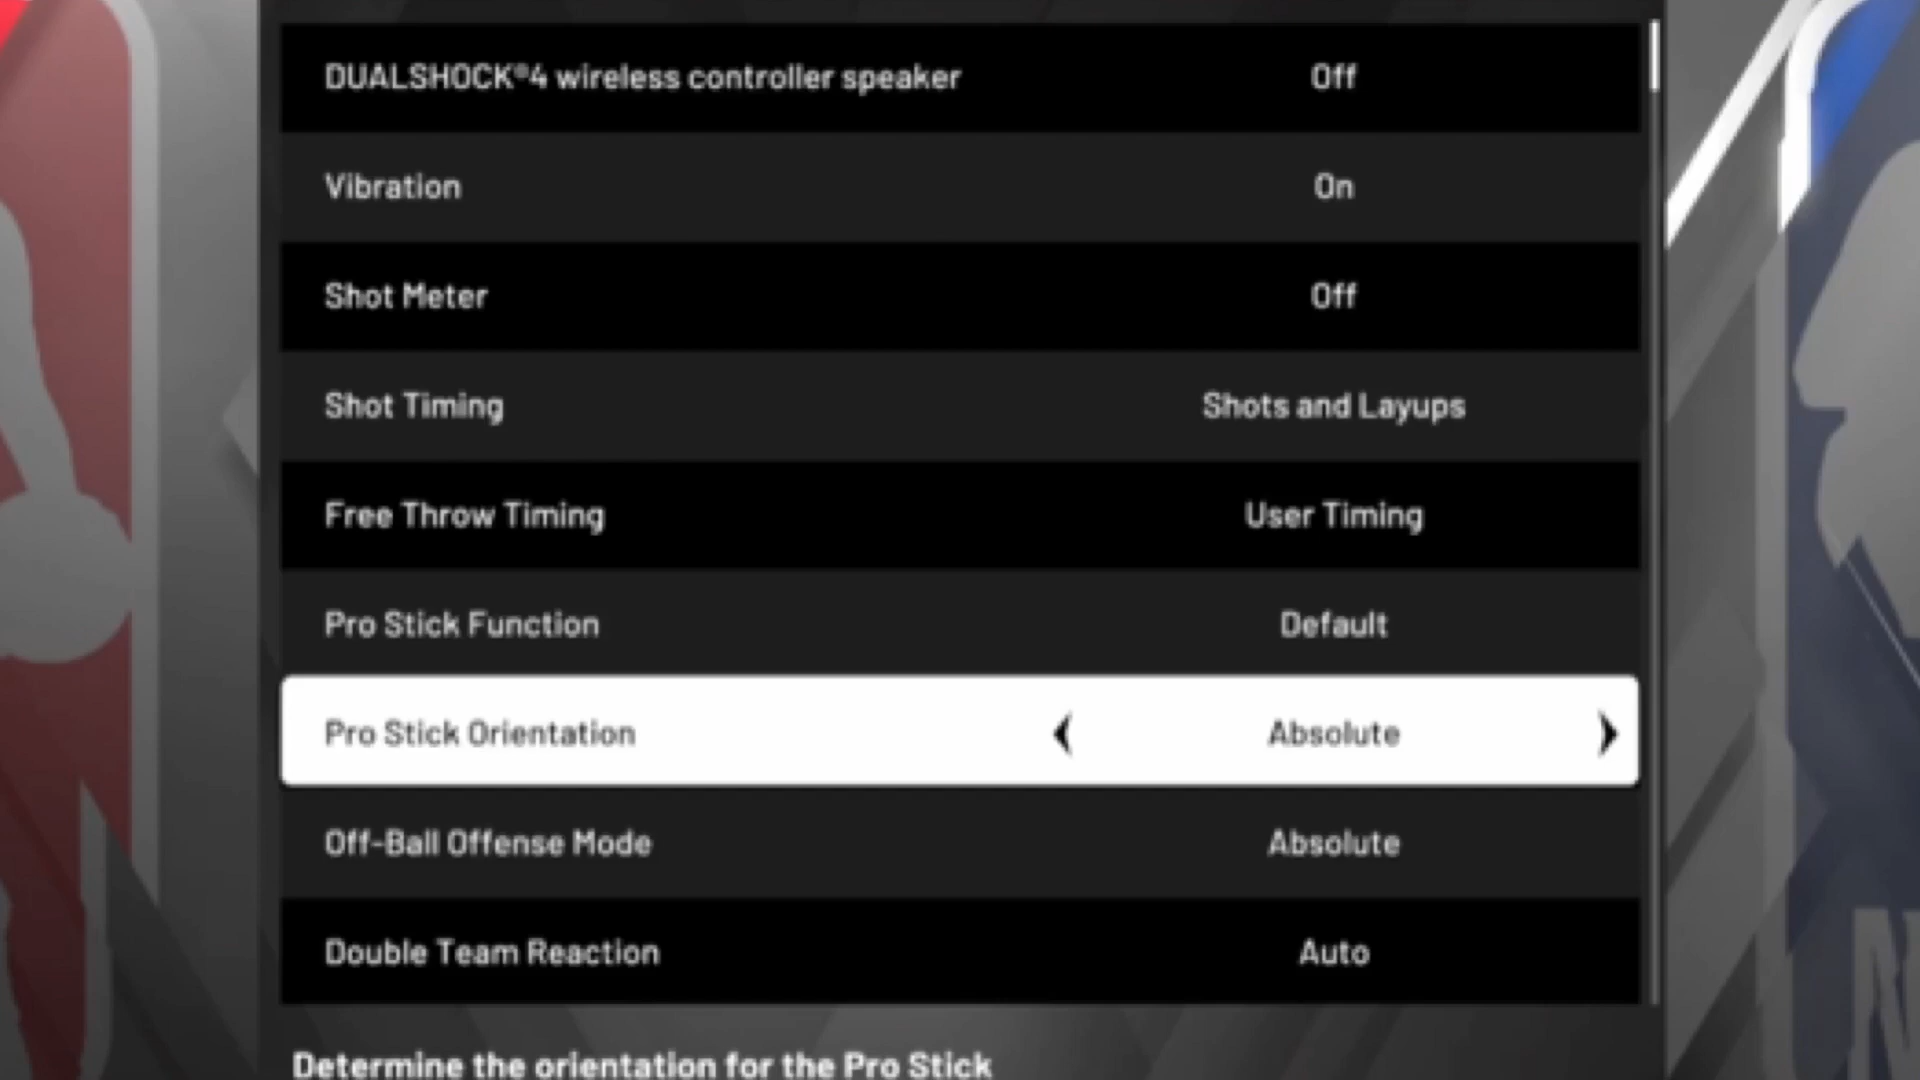 DUALSHOCK®4 wireless controller speaker Off
Vibration On
Shot Meter Off
Shot Timing Shots and Layups
Free Throw Timing User Timing
Pro Stick Function Default
Pro Stick Orientation Absolute
Off-Ball Offense Mode Absolute
Double Team Reaction Auto
Determine the orientation for the Pro Stick